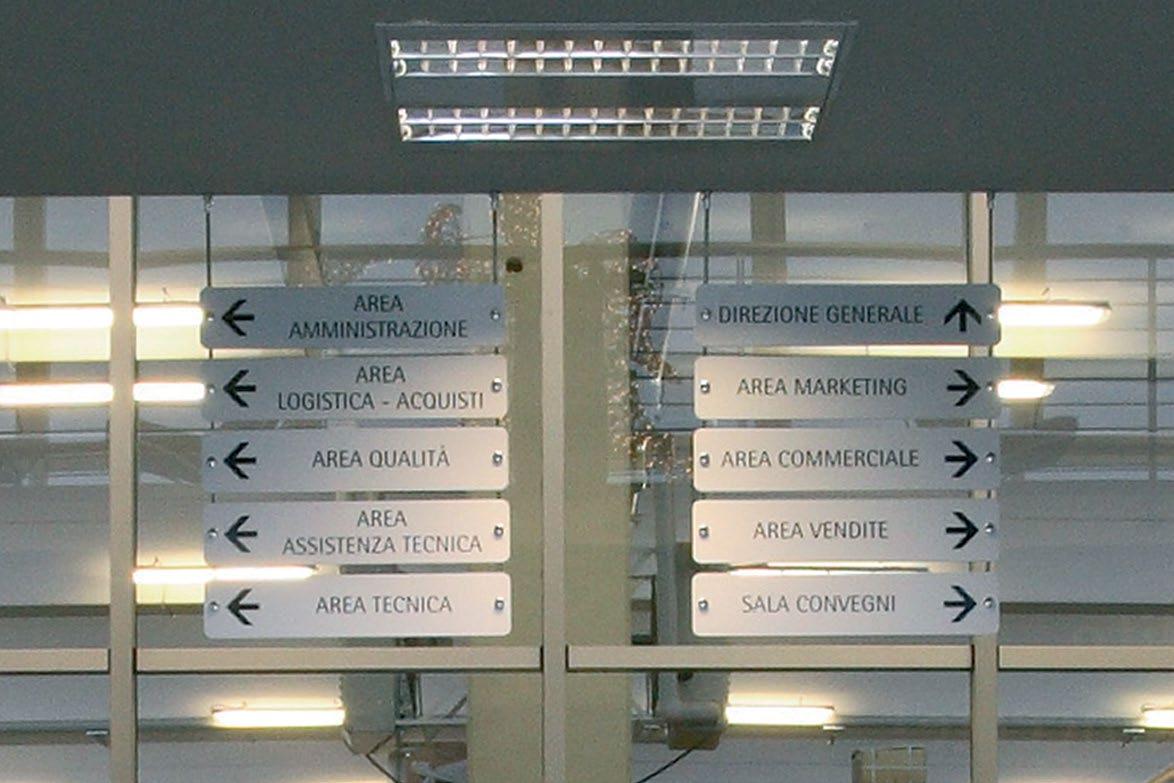 AREA
AMMINISTRAZIONE
AREA
LOGISTICA - ACQUISTI
AREA QUALITÀ
AREA
ASSISTENZA TECNICA
AREA TECNICA
DIREZIONE GENERALE
AREA MARKETING
AREA COMMERCIALE
AREA VENDITE
SALA CONVEGNI